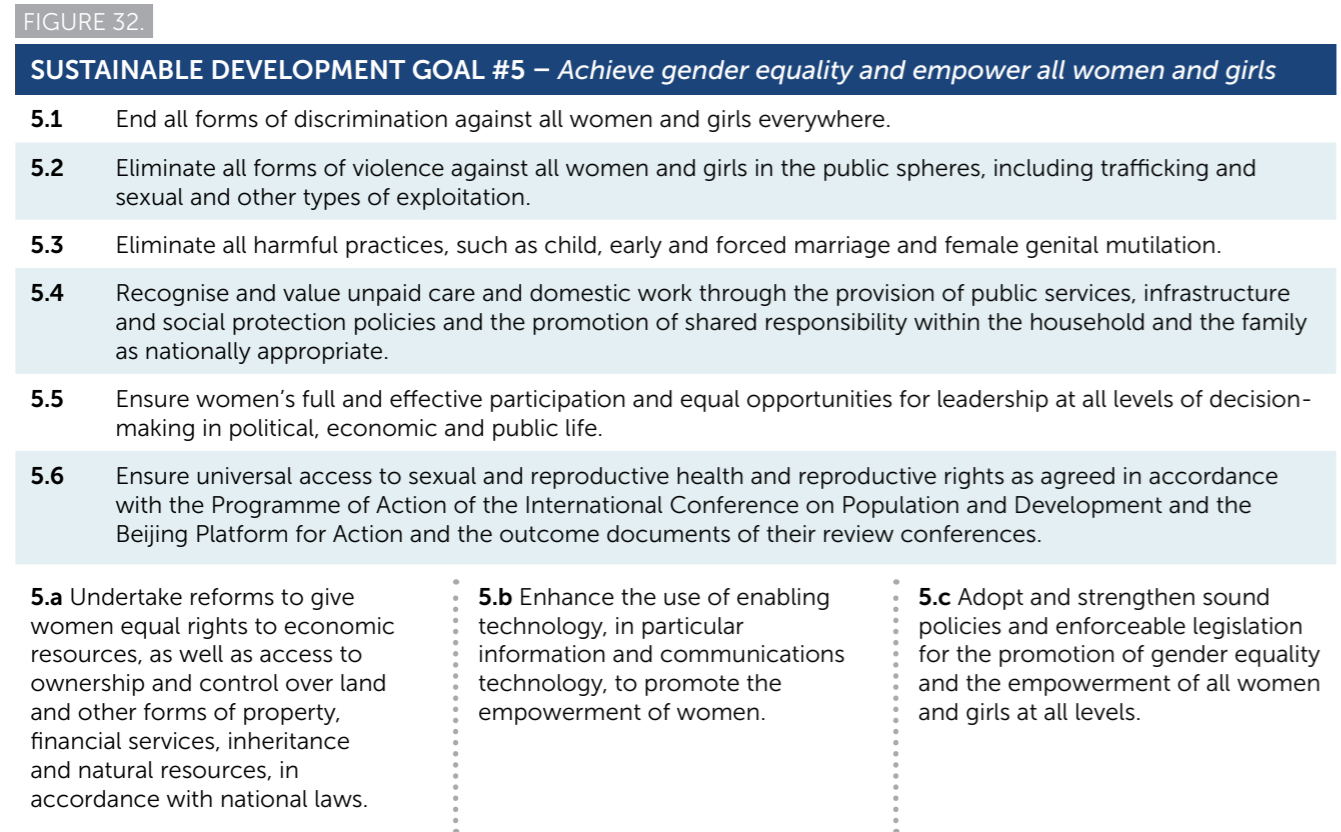 FIGURE 32.
SUSTAINABLE DEVELOPMENT GOAL #5 – Achieve gender equality and empower all women and girls
5.1 End all forms of discrimination against all women and girls everywhere.
5.2 Eliminate all forms of violence against all women and girls in the public spheres, including trafficking and
sexual and other types of exploitation.
5.3 Eliminate all harmful practices, such as child, early and forced marriage and female genital mutilation.
5.4 Recognise and value unpaid care and domestic work through the provision of public services, infrastructure
and social protection policies and the promotion of shared responsibility within the household and the family
as nationally appropriate.
5.5 Ensure women's full and effective participation and equal opportunities for leadership at all levels of decision-
making in political, economic and public life.
5.6 Ensure universal access to sexual and reproductive health and reproductive rights as agreed in accordance
with the Programme of Action of the International Conference on Population and Development and the
Beijing Platform for Action and the outcome documents of their review conferences.
5.a Undertake reforms to give
women equal rights to economic
resources, as well as access to
ownership and control over land
and other forms of property,
financial services, inheritance
and natural resources, in
accordance with national laws.
5.b Enhance the use of enabling
technology, in particular
information and communications
technology, to promote the
empowerment of women.
5.c Adopt and strengthen sound
policies and enforceable legislation
for the promotion of gender equality
and the empowerment of all women
and girls at all levels.